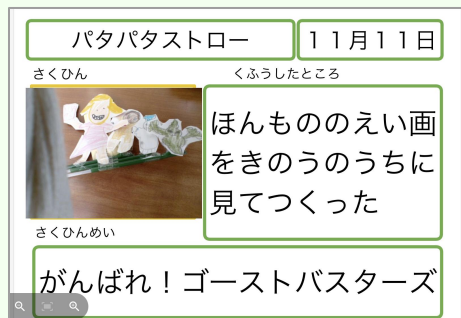 パタパタストロー
１１月１１日
さくひん
くふうしたところ
ほんもののえい画
をきのうのうちに
見てつくった
さくひんめい
がんばれ！ゴーストバスターズ